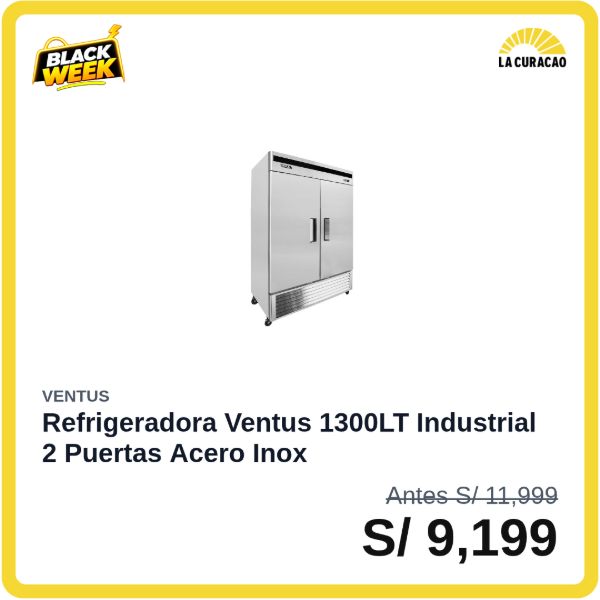 BLACK
WEEK
LA CURACAO
VENTUS
Refrigeradora Ventus 1300LT Industrial
2 Puertas Acero Inox
Antes S/ 11,999
S/ 9,199